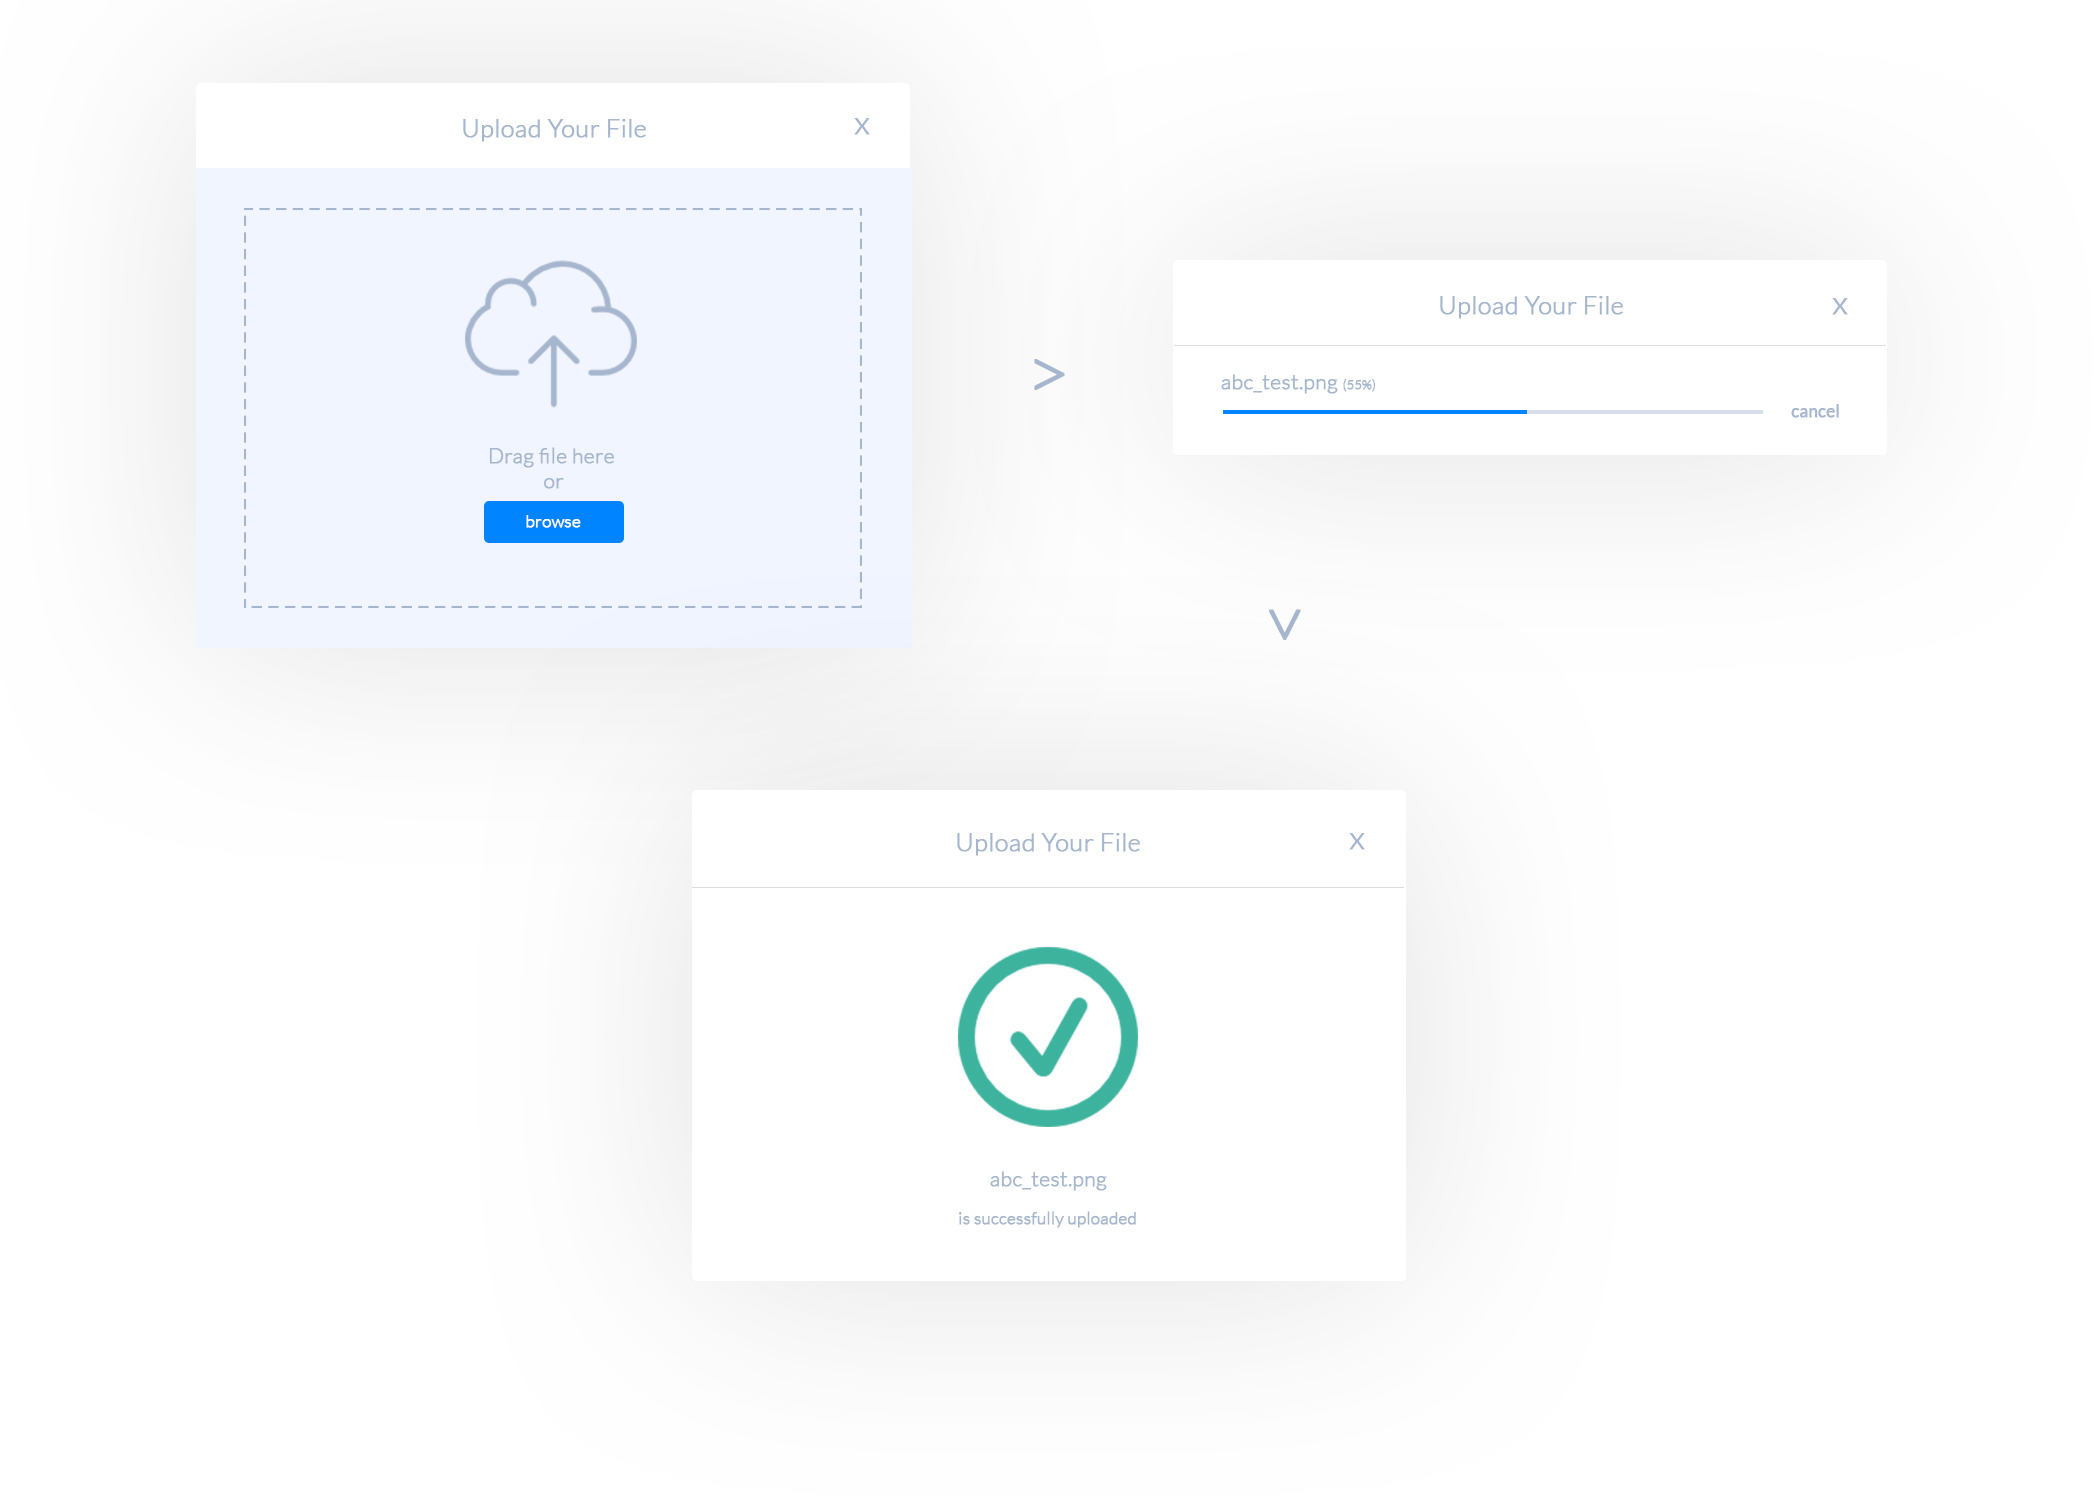 Upload Your File X
Drag file here
or
browse
>
Upload Your File X
abc_test.png (55%)
cancel
>
Upload Your File X
abc_test.png
is successfully uploaded